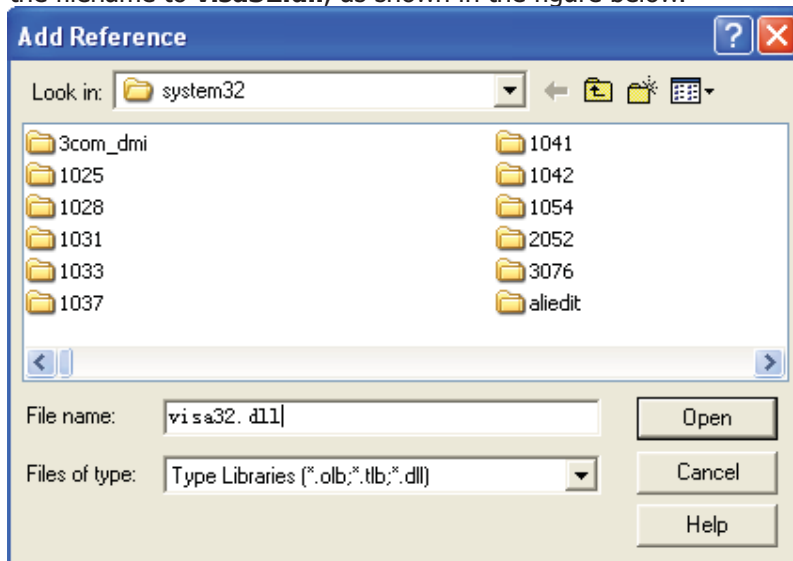 the filename to visa32.dll, as shown in the figure below.
Add Reference
Look in: system32
3com_dmi 1041
1025 1042
1028 1054
1031 2052
1033 3076
1037 aliedit
File name: visa32.dll Open
Files of type: Type Libraries (*.olb;*.tlb;*.dll) Cancel
Help